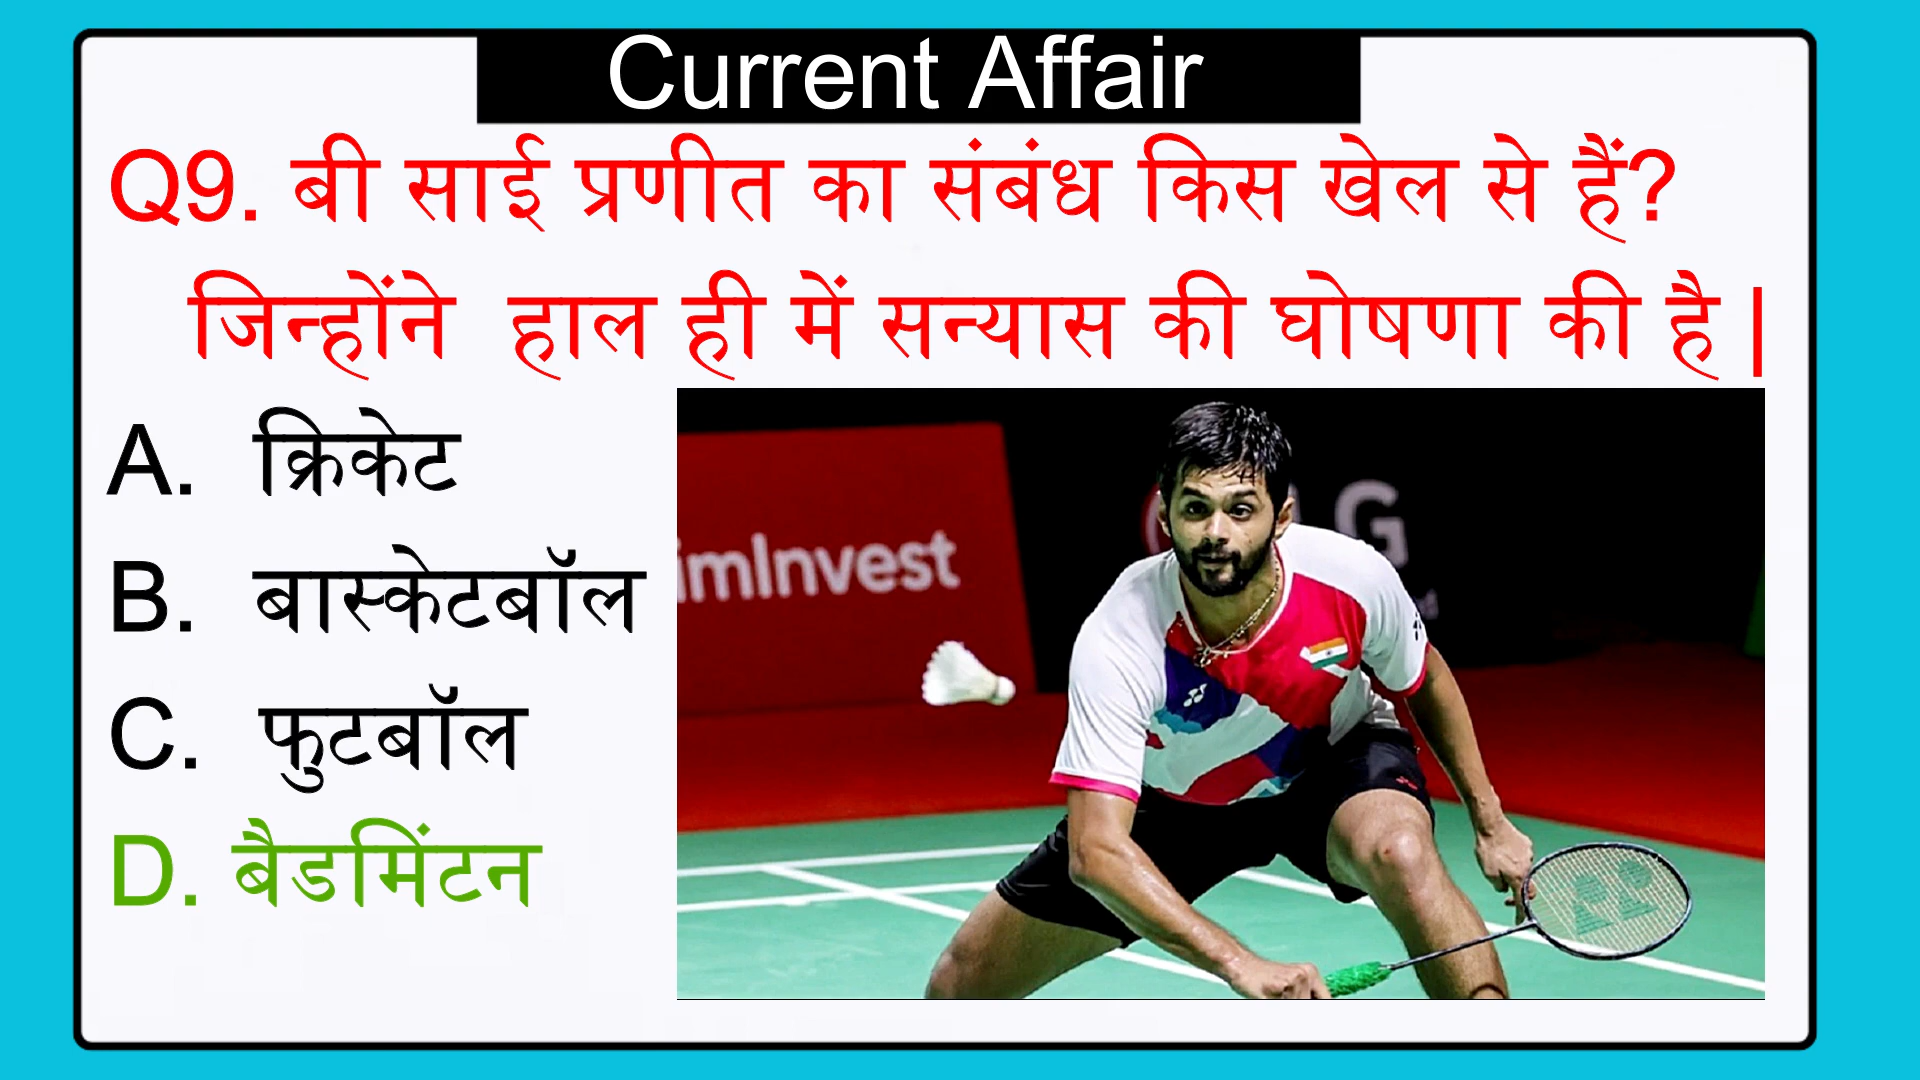 Current Affair
Q9. बी साई प्रणीत का संबंध किस खेल से हैं?
जिन्होंने हाल ही में सन्यास की घोषणा की है |
A. क्रिकेट
B. बास्केटबॉल
C. फुटबॉल
D. बैडमिंटन
imInvest
G